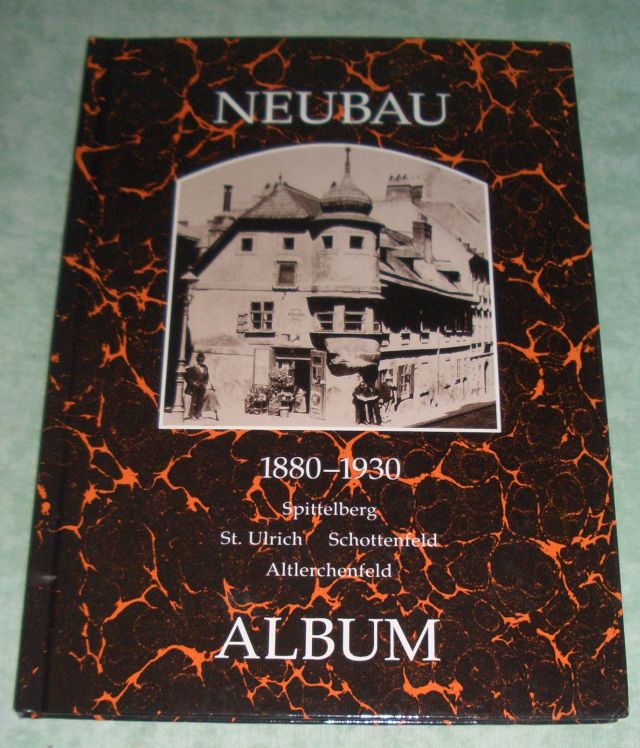 NEUBAU
1880–1930
Spittelberg
St. Ulrich Schottenfeld
Altlerchenfeld
ALBUM